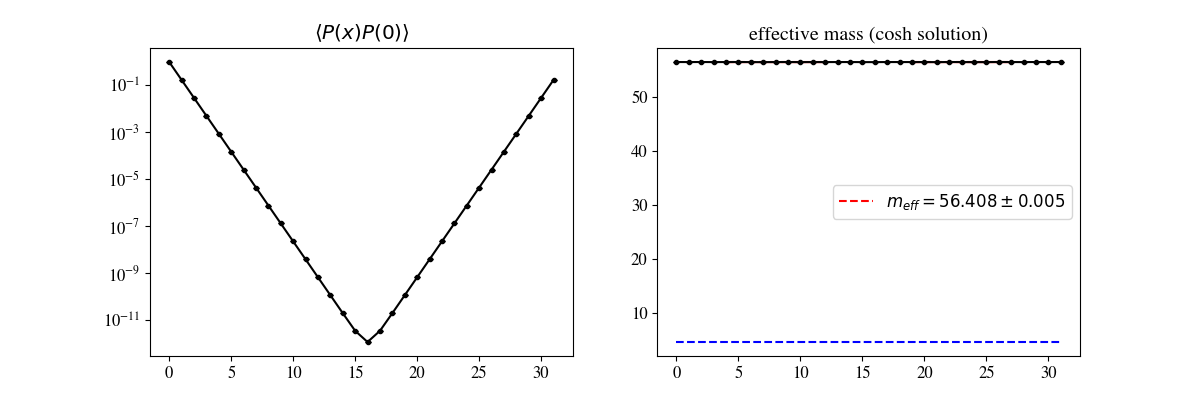 ⟨P(x)P(0)⟩
10⁻¹
10⁻³
10⁻⁵
10⁻⁷
10⁻⁹
10⁻¹¹
0 5 10 15 20 25 30
effective mass (cosh solution)
50
40
30
20
10
m_eff = 56.408 ± 0.005
0 5 10 15 20 25 30